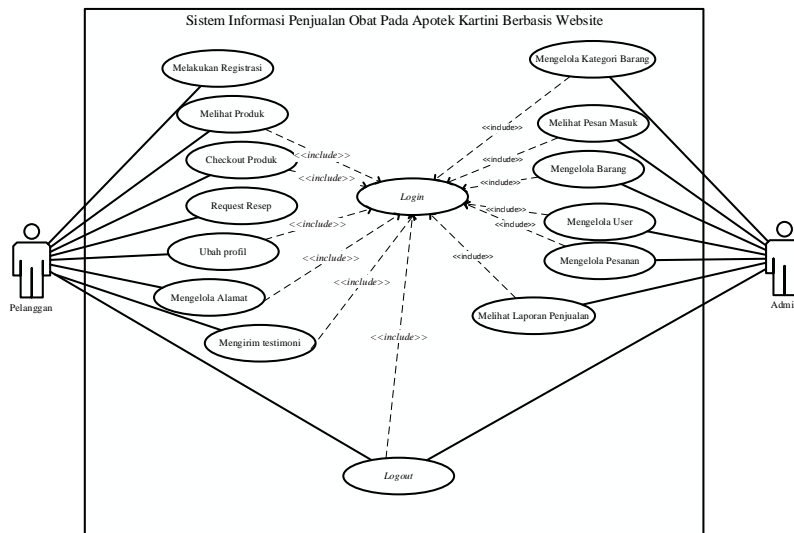 Sistem Informasi Penjualan Obat Pada Apotek Kartini Berbasis Website
Melakukan Registrasi
Mengelola Kategori Barang
Melihat Produk
Melihat Pesan Masuk
<<include>>
<<include>>
Checkout Produk
<<include>>
<<include>>
Mengelola Barang
<<include>>
<<include>>
Login
Request Resep
<<include>>
Mengelola User
<<include>>
<<include>>
Ubah profil
<<include>>
Mengelola Pesanan
Pelanggan
Mengelola Alamat
<<include>>
Admi
Melihat Laporan Penjualan
<<include>>
Mengirim testimoni
Logout